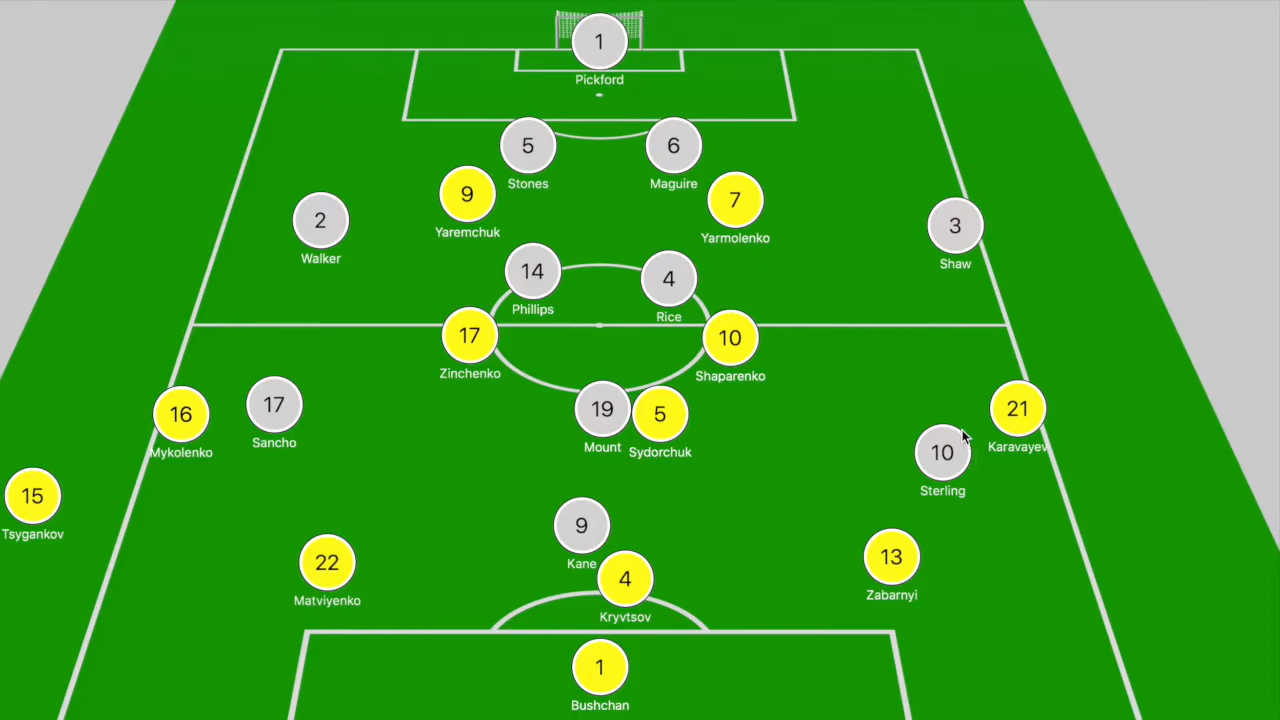 1
Pickford
5
Stones
6
Maguire
9
Yaremchuk
7
Yarmolenko
2
Walker
3
Shaw
14
Phillips
4
Rice
17
Zinchenko
10
Shaparenko
16
Mykolenko
17
Sancho
19
Mount
5
Sydorchuk
21
Karavayev
10
Sterling
15
Tsygankov
9
Kane
22
Matviyenko
4
Kryvtsov
13
Zabarnyi
1
Bushchan